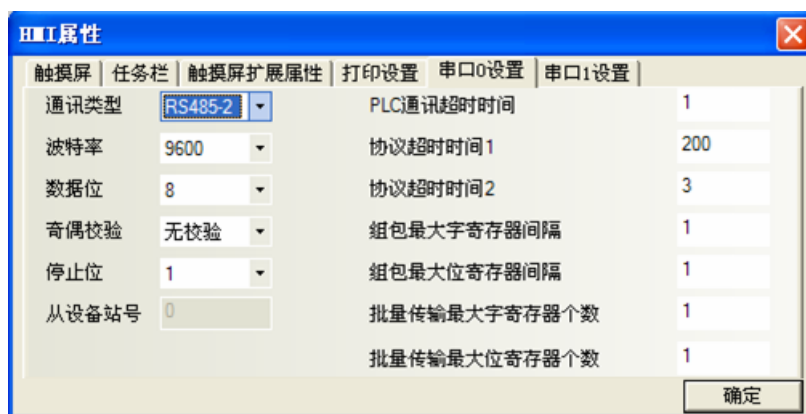 HMI属性
触摸屏 任务栏 触摸屏扩展属性 打印设置 串口0设置 串口1设置
通讯类型 RS485-2 PLC通讯超时时间 1
波特率 9600 协议超时时间1 200
数据位 8 协议超时时间2 3
奇偶校验 无校验 组包最大字寄存器间隔 1
停止位 1 组包最大位寄存器间隔 1
从设备站号 0 批量传输最大字寄存器个数 1
批量传输最大位寄存器个数 1
确定